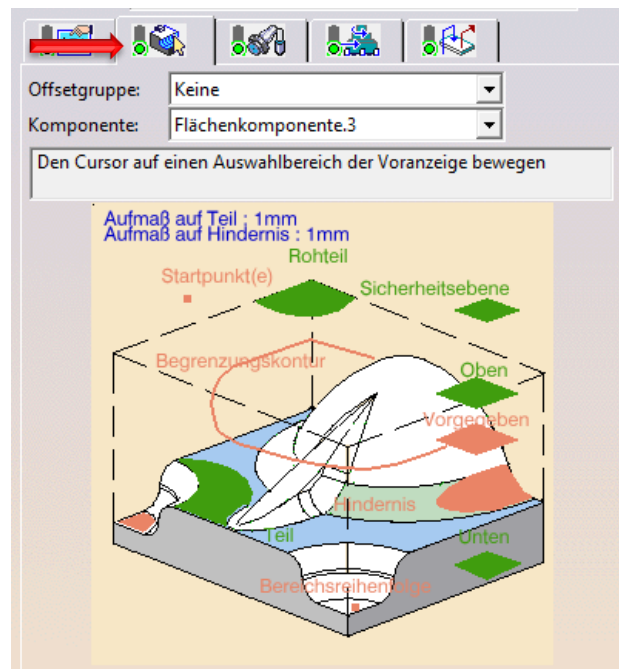 Offsetgruppe: Keine
Komponente: Flächenkomponente.3
Den Cursor auf einen Auswahlbereich der Voranzeige bewegen
Aufmaß auf Teil : 1mm
Aufmaß auf Hindernis : 1mm
Rohteil
Startpunkt(e)
Sicherheitsebene
Begrenzungskontur
Oben
Vorgegeben
Hindernis
Teil
Unten
Bereichsreihenfolge